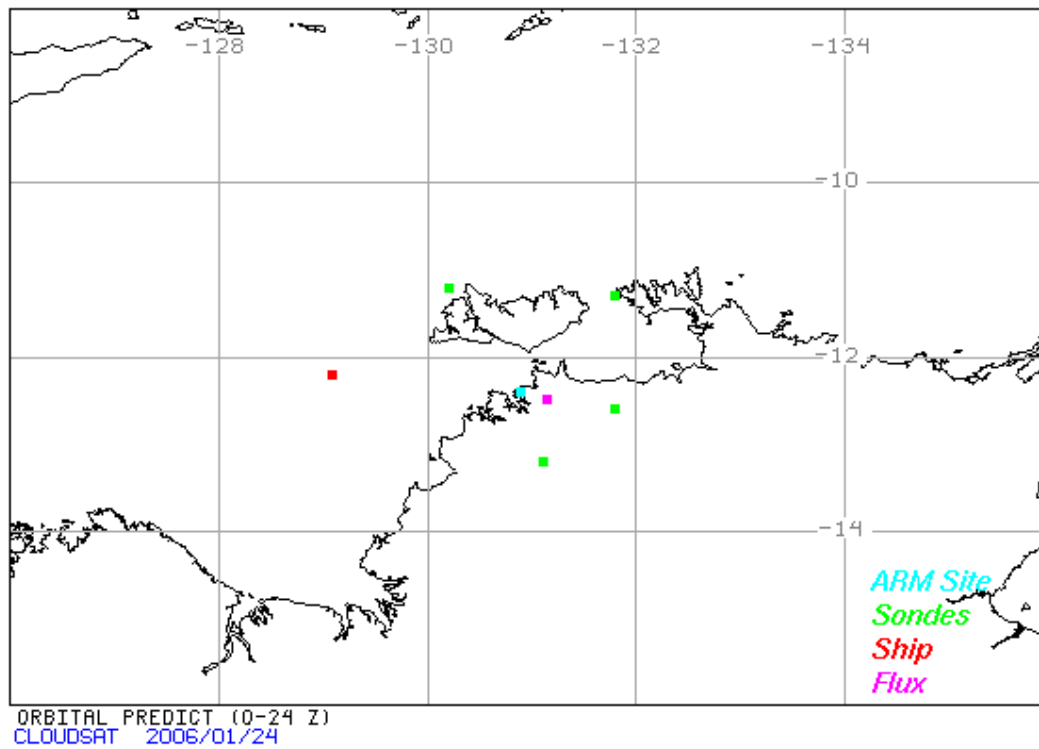 -128 -130 -132 -134
-10
-12
-14
ARM Site
Sondes
Ship
Flux
ORBITAL PREDICT (0-24 Z)
CLOUDSAT 2006/01/24